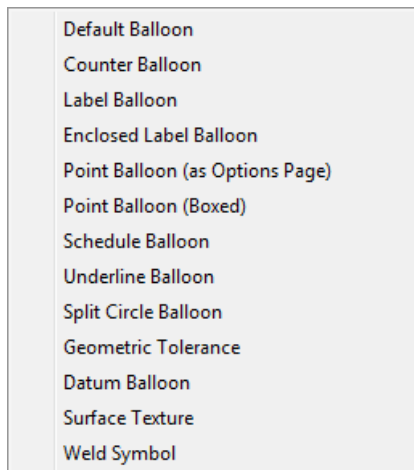 Default Balloon
Counter Balloon
Label Balloon
Enclosed Label Balloon
Point Balloon (as Options Page)
Point Balloon (Boxed)
Schedule Balloon
Underline Balloon
Split Circle Balloon
Geometric Tolerance
Datum Balloon
Surface Texture
Weld Symbol